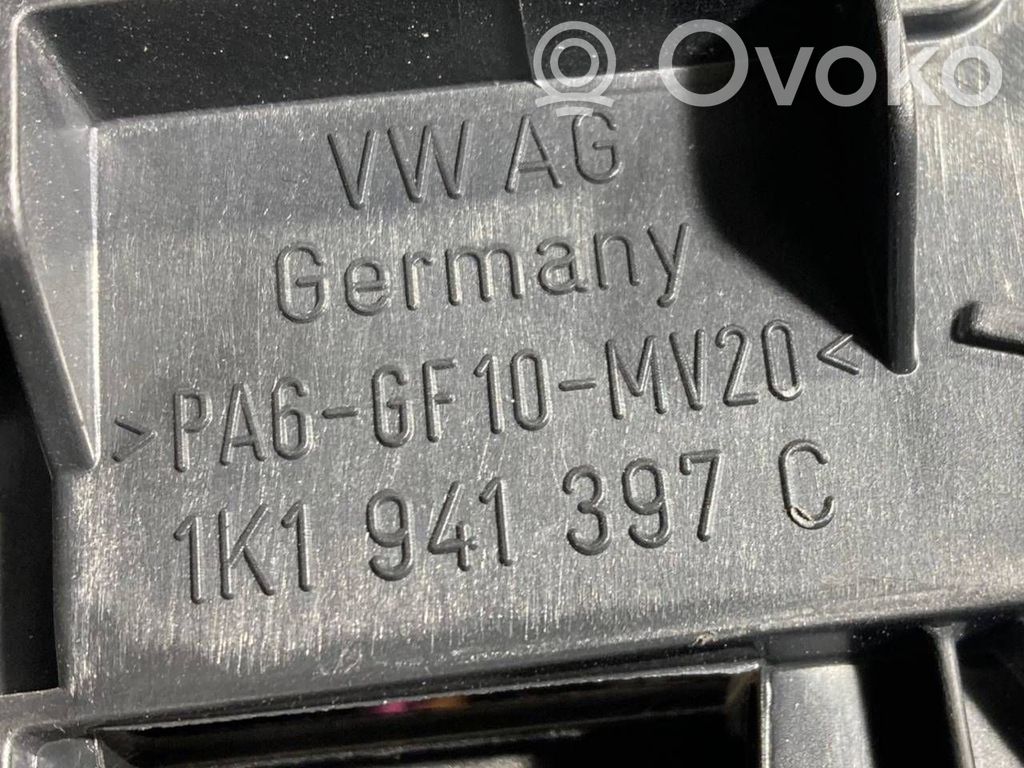 Ovoko
VW AG
Germany
>PA6-GF10-MV20<
1K1 941 397 C